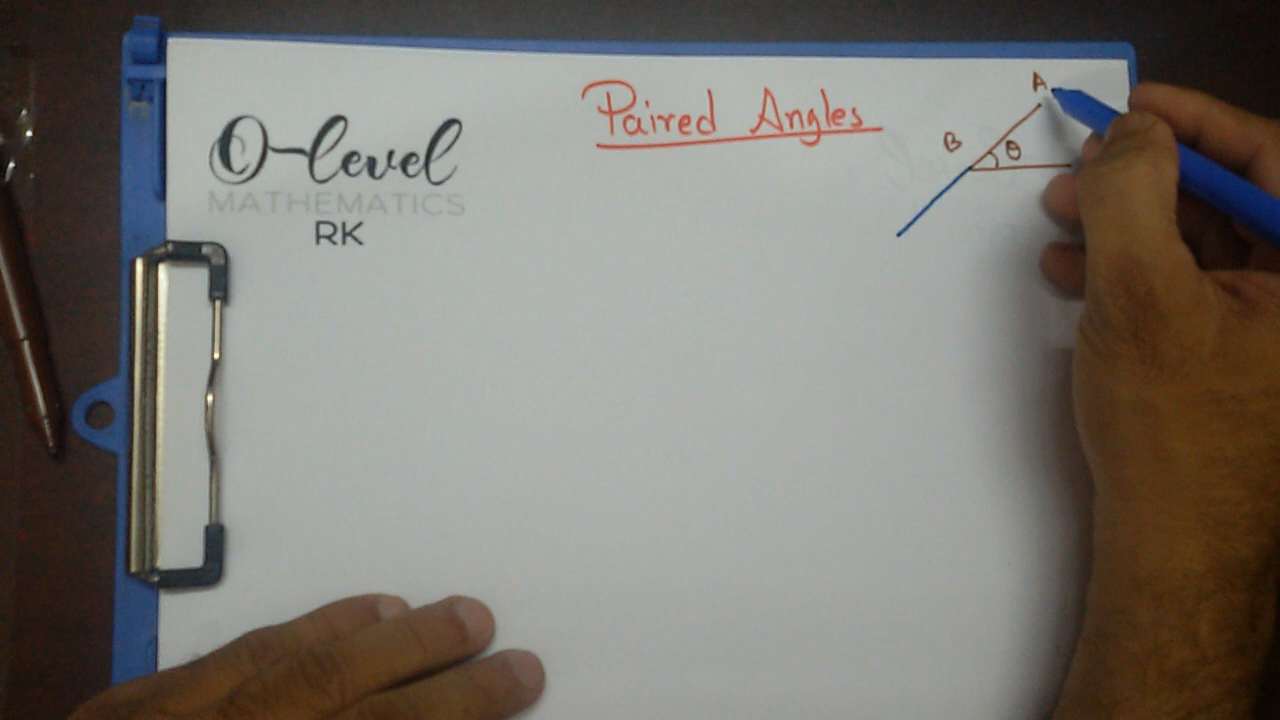 Paired Angles
O-level
MATHEMATICS
RK
A
B
θ